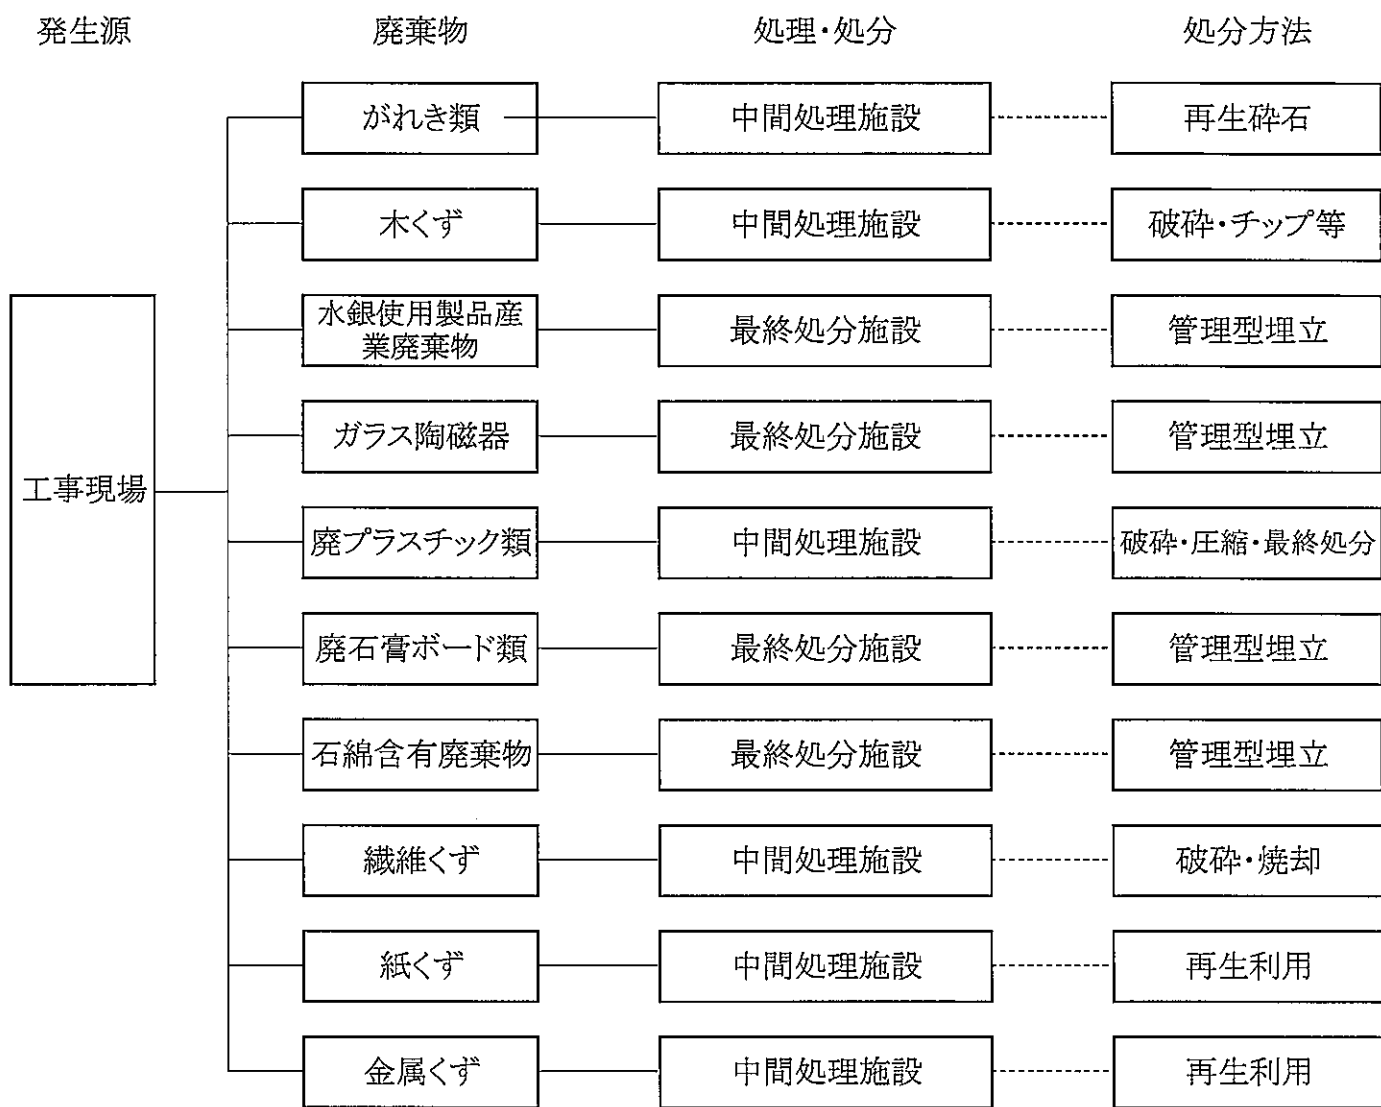 発生源 廃棄物 処理・処分 処分方法
がれき類 中間処理施設 再生砕石
木くず 中間処理施設 破砕・チップ等
水銀使用製品産
業廃棄物
最終処分施設 管理型埋立
ガラス陶磁器 最終処分施設 管理型埋立
工事現場
廃プラスチック類 中間処理施設 破砕・圧縮・最終処分
廃石膏ボード類 最終処分施設 管理型埋立
石綿含有廃棄物 最終処分施設 管理型埋立
繊維くず 中間処理施設 破砕・焼却
紙くず 中間処理施設 再生利用
金属くず 中間処理施設 再生利用